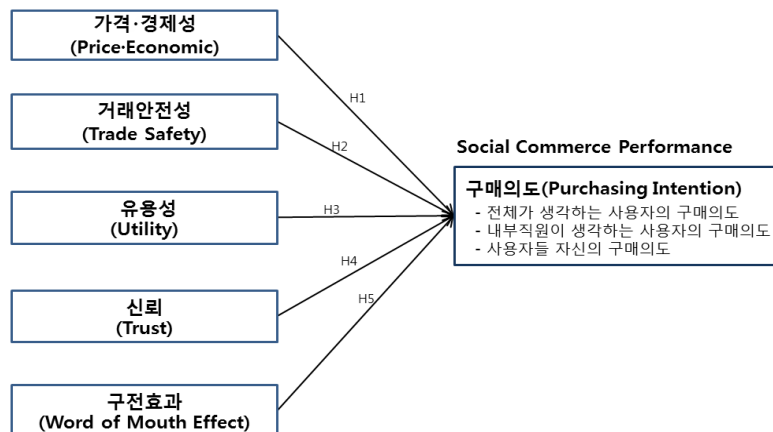 가격·경제성
(Price·Economic)
H1
거래안전성
(Trade Safety)
H2
Social Commerce Performance
구매의도(Purchasing Intention)
- 전체가 생각하는 사용자의 구매의도
- 내부직원이 생각하는 사용자의 구매의도
- 사용자들 자신의 구매의도
유용성
(Utility)
H3
신뢰
(Trust)
H4
구전효과
(Word of Mouth Effect)
H5